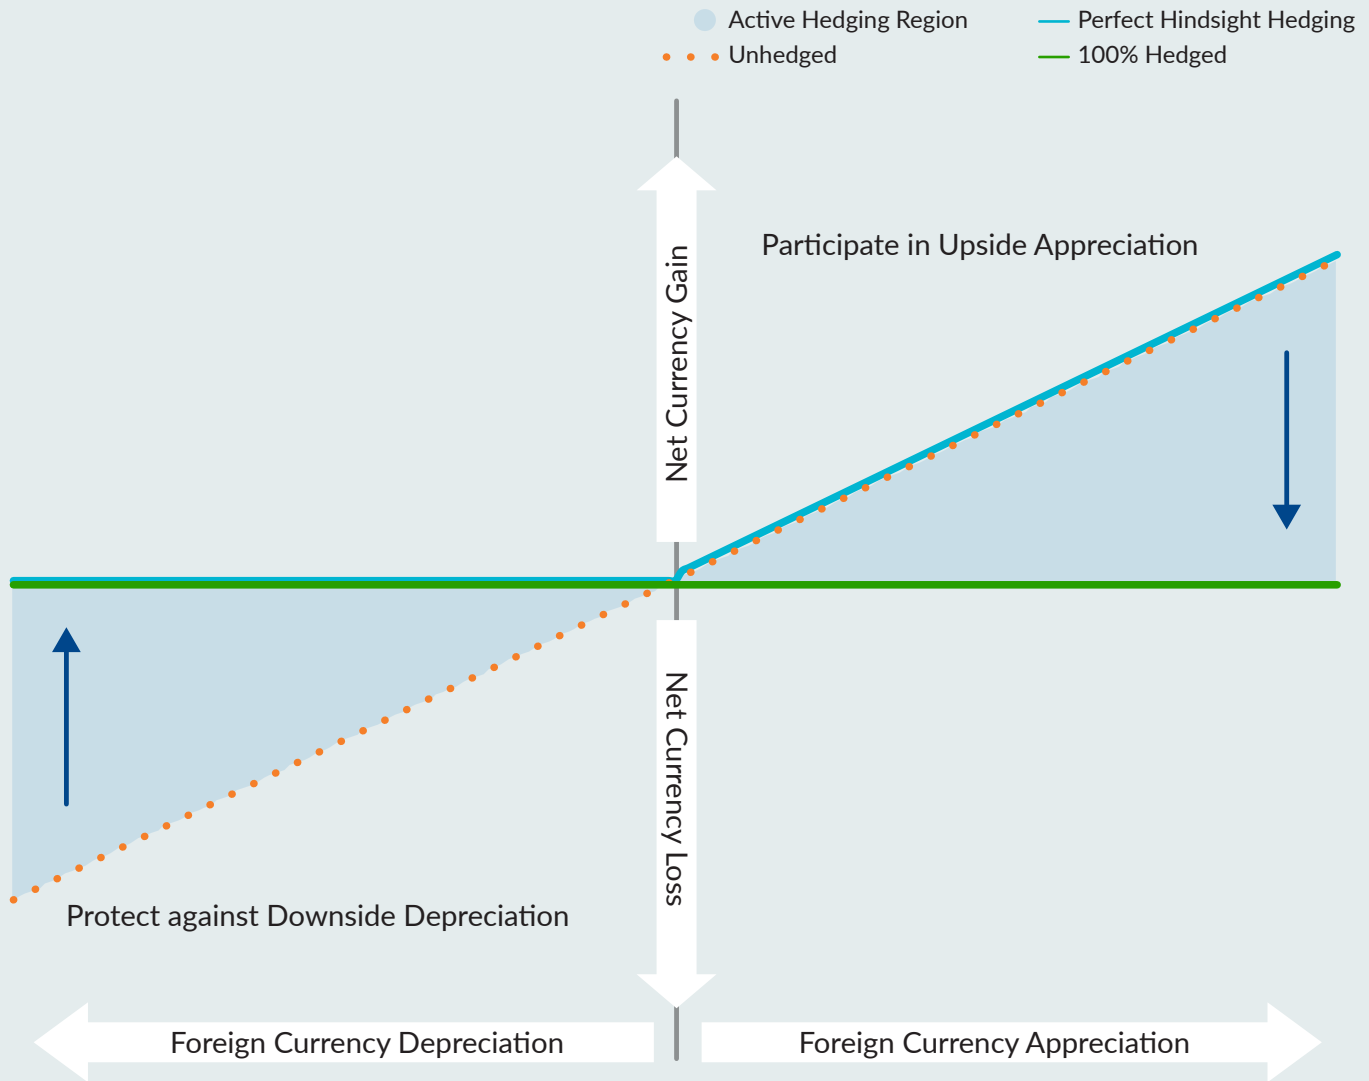 Active Hedging Region
Perfect Hindsight Hedging
Unhedged
100% Hedged
Participate in Upside Appreciation
Net Currency Gain
Net Currency Loss
Protect against Downside Depreciation
Foreign Currency Depreciation
Foreign Currency Appreciation